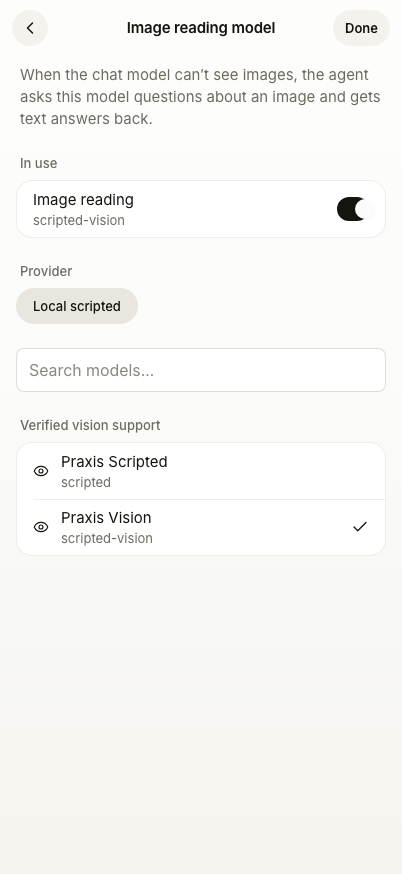 Image reading model
Done
When the chat model can’t see images, the agent
asks this model questions about an image and gets
text answers back.
In use
Image reading
scripted-vision
Provider
Local scripted
Search models...
Verified vision support
Praxis Scripted
scripted
Praxis Vision
scripted-vision